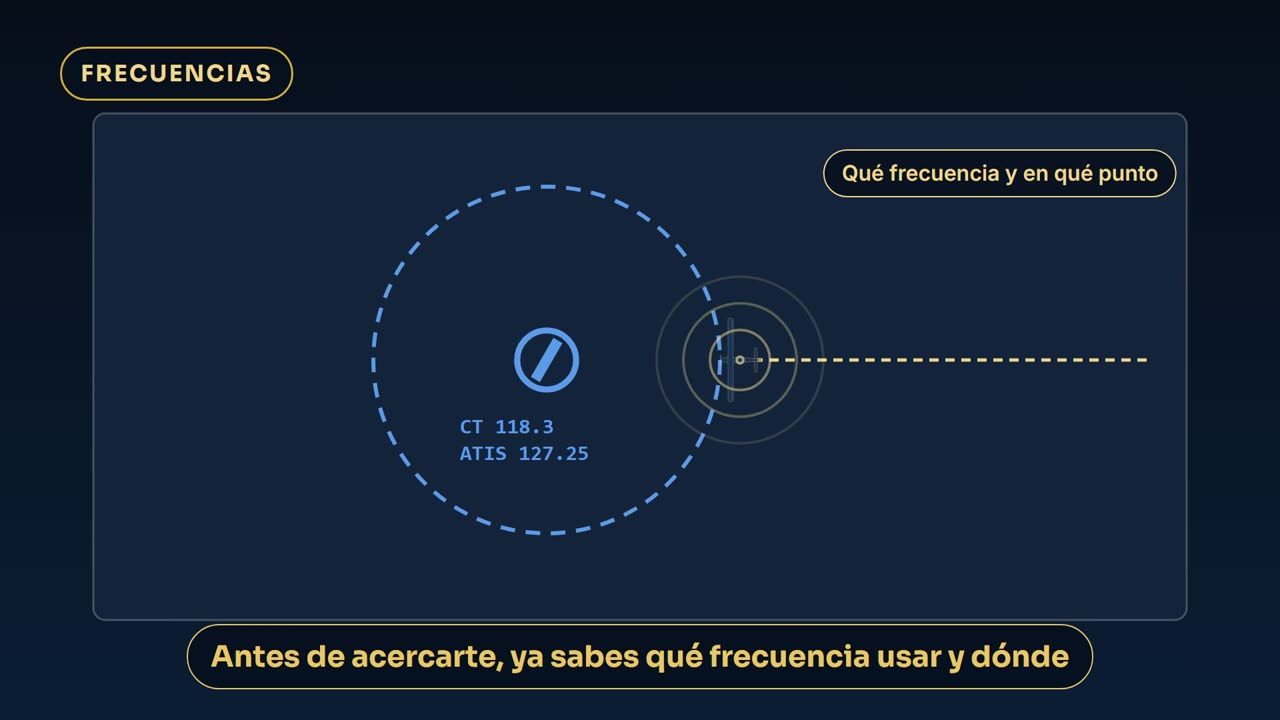 FRECUENCIAS
Qué frecuencia y en qué punto
CT 118.3
ATIS 127.25
Antes de acercarte, ya sabes qué frecuencia usar y dónde